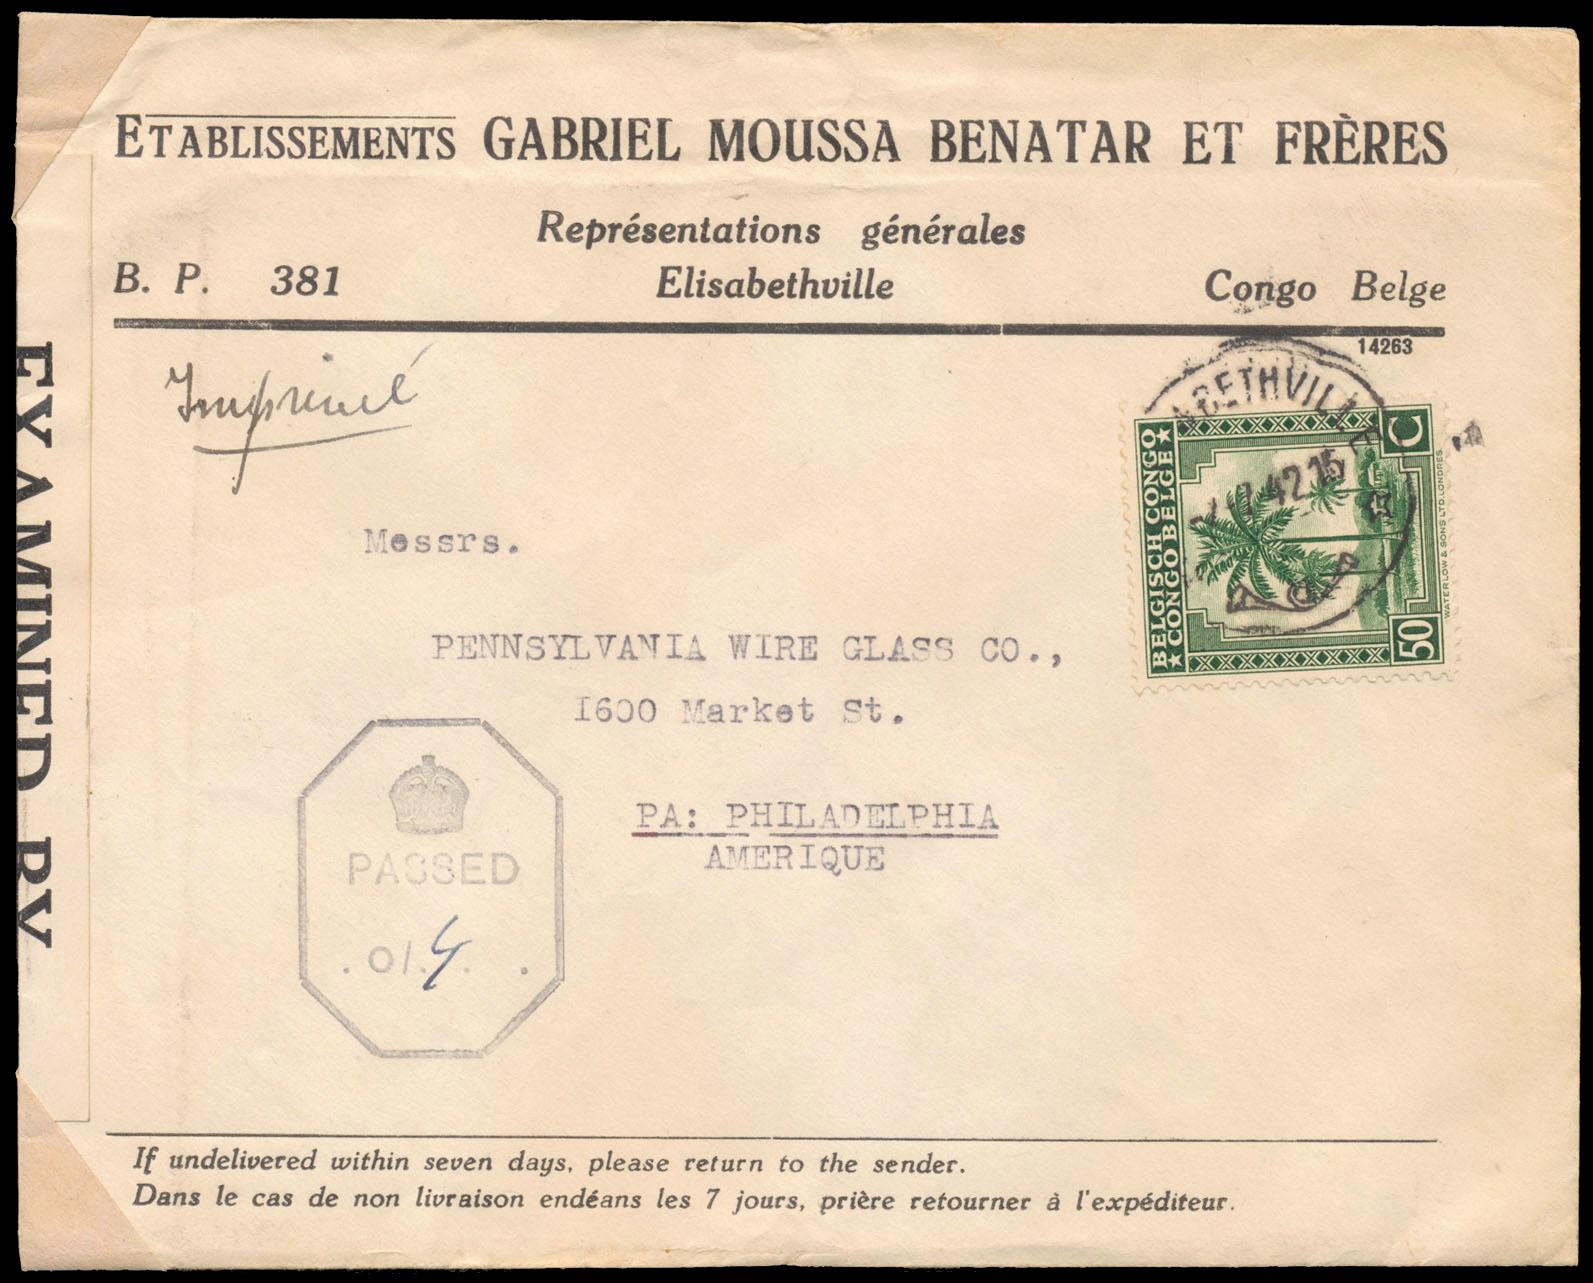 ETABLISSEMENTS GABRIEL MOUSSA BENATAR ET FRÈRES
Représentations générales
B. P. 381 Elisabethville Congo Belge
14263
Imprimé
ABETHVILLE
42.15
BELGISCH CONGO
CONGO BELGE
C
50
WATERLOW & SONS LTD. LONDRES.
Messrs.
PENNSYLVANIA WIRE GLASS CO.,
1600 Market St.
PA: PHILADELPHIA
AMERIQUE
PASSED
EXAMINED BY
If undelivered within seven days, please return to the sender.
Dans le cas de non livraison endéans les 7 jours, prière retourner à l'expéditeur.